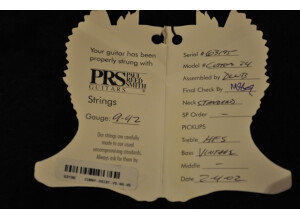 Your guitar has been
properly strung with
PRS PAUL
REED
SMITH
GUITARS
Strings
Gauge: 9-42
Our strings are carefully
made to our most
uncompromising standards.
Always ask for them by
Serial #
Model # Custom 24
Assembled by
Final Check By
Neck STANDARD
SP Order -
PICKUPS
Treble HFS
Bass VINTAGE
Middle -
Date 2-4-02